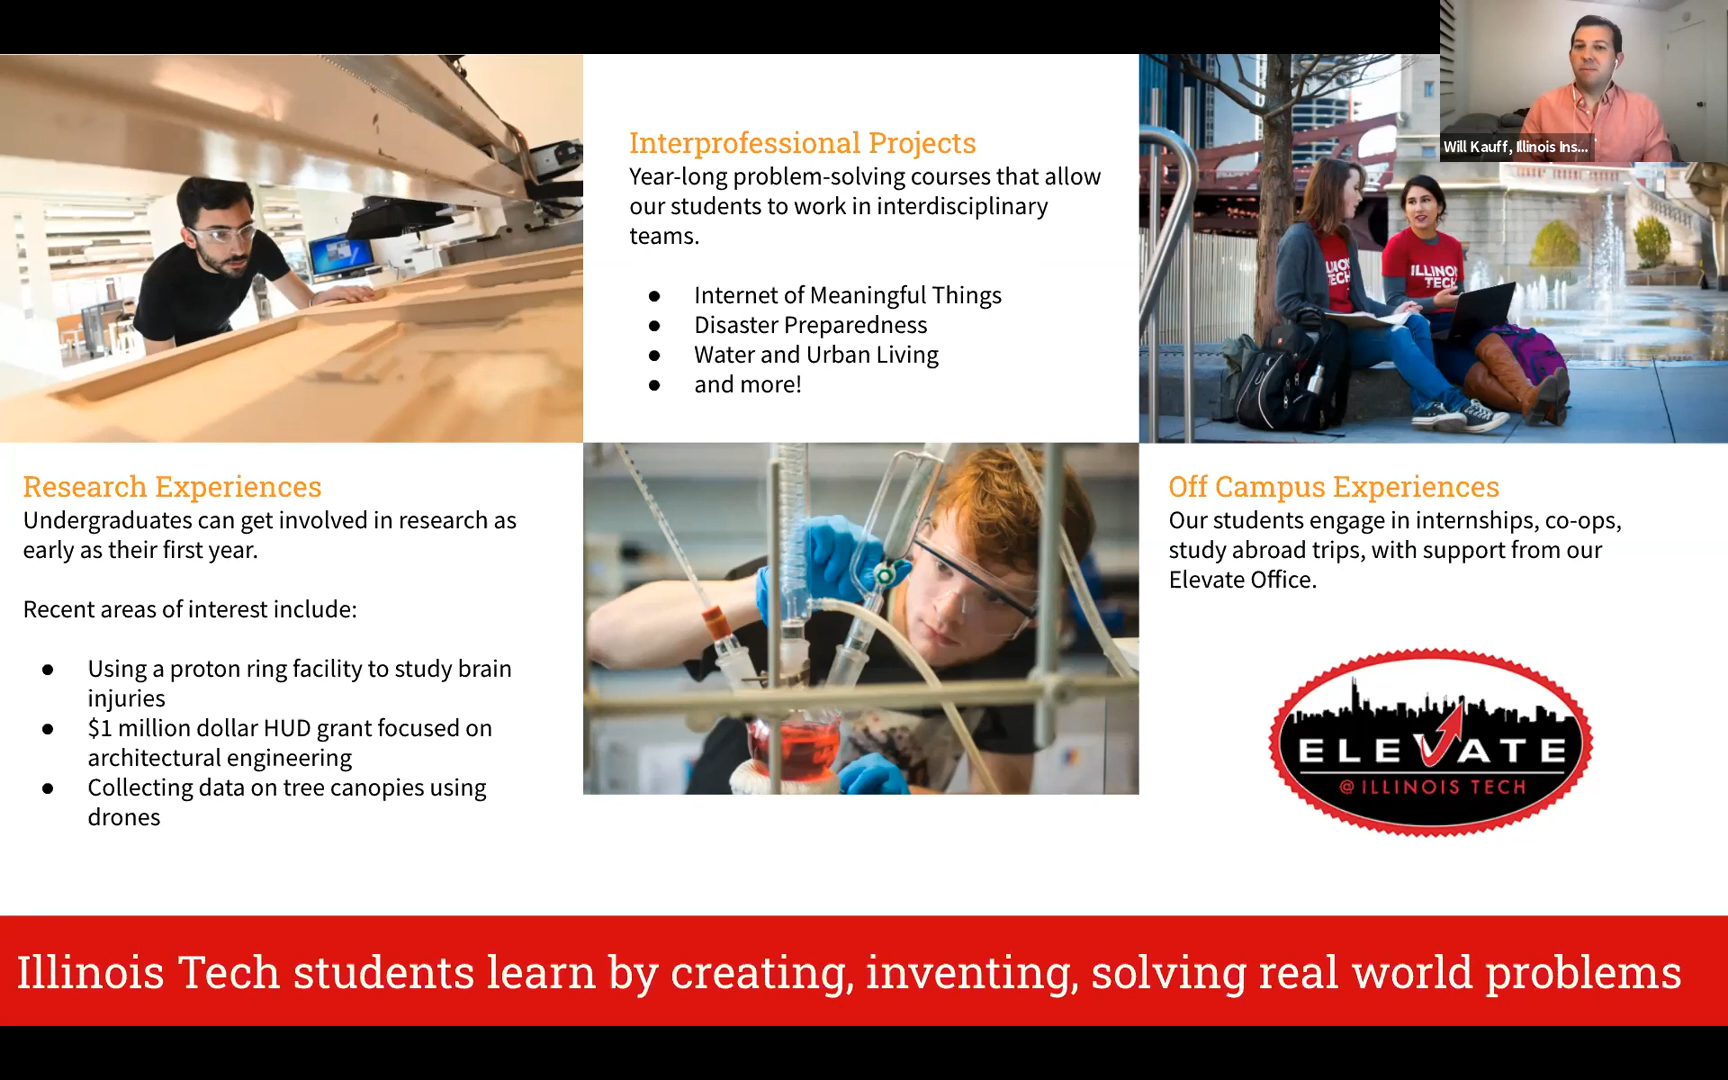 Will Kauff, Illinois Ins...
Interprofessional Projects
Year-long problem-solving courses that allow
our students to work in interdisciplinary
teams.
● Internet of Meaningful Things
● Disaster Preparedness
● Water and Urban Living
● and more!
ILLINOIS
TECH
Research Experiences
Undergraduates can get involved in research as
early as their first year.
Recent areas of interest include:
● Using a proton ring facility to study brain
injuries
● $1 million dollar HUD grant focused on
architectural engineering
● Collecting data on tree canopies using
drones
Off Campus Experiences
Our students engage in internships, co-ops,
study abroad trips, with support from our
Elevate Office.
ELEVATE
@ILLINOIS TECH
Illinois Tech students learn by creating, inventing, solving real world problems